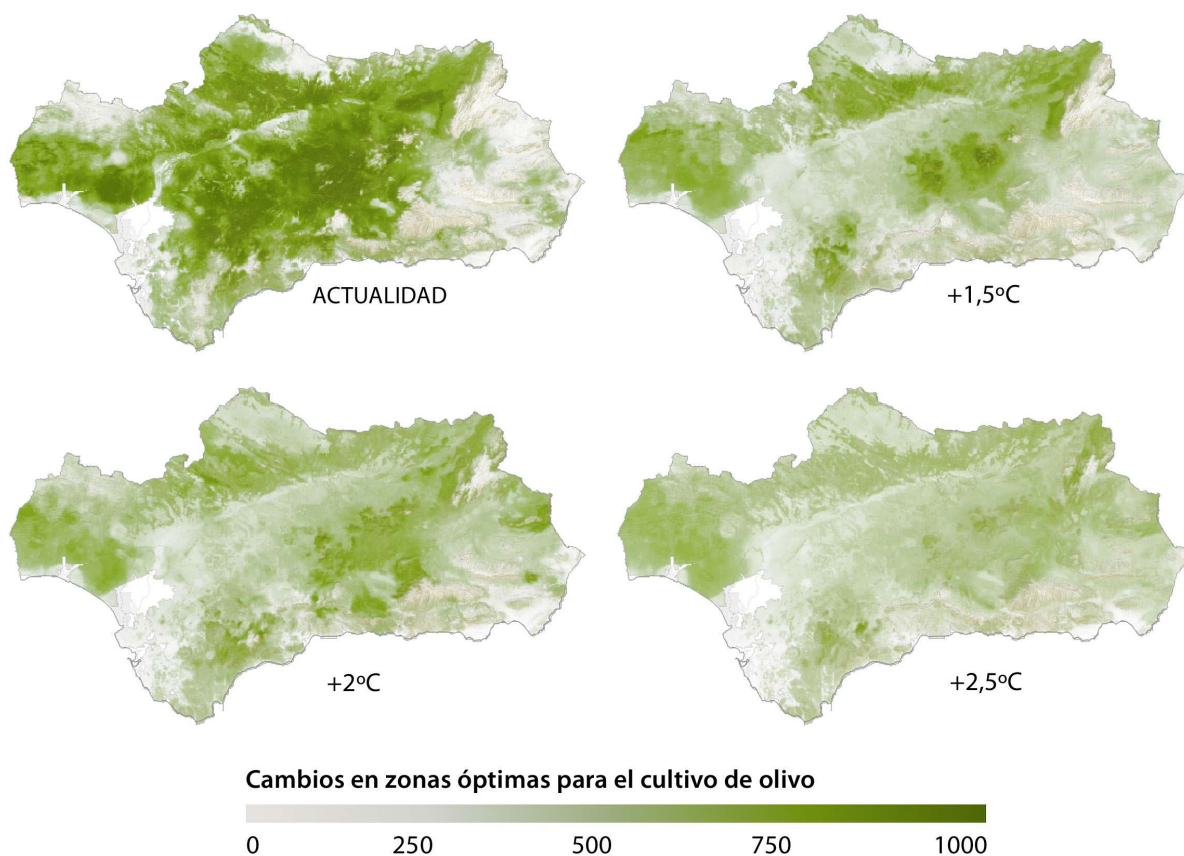 ACTUALIDAD
+1,5ºC
+2ºC
+2,5ºC
Cambios en zonas óptimas para el cultivo de olivo
0 250 500 750 1000